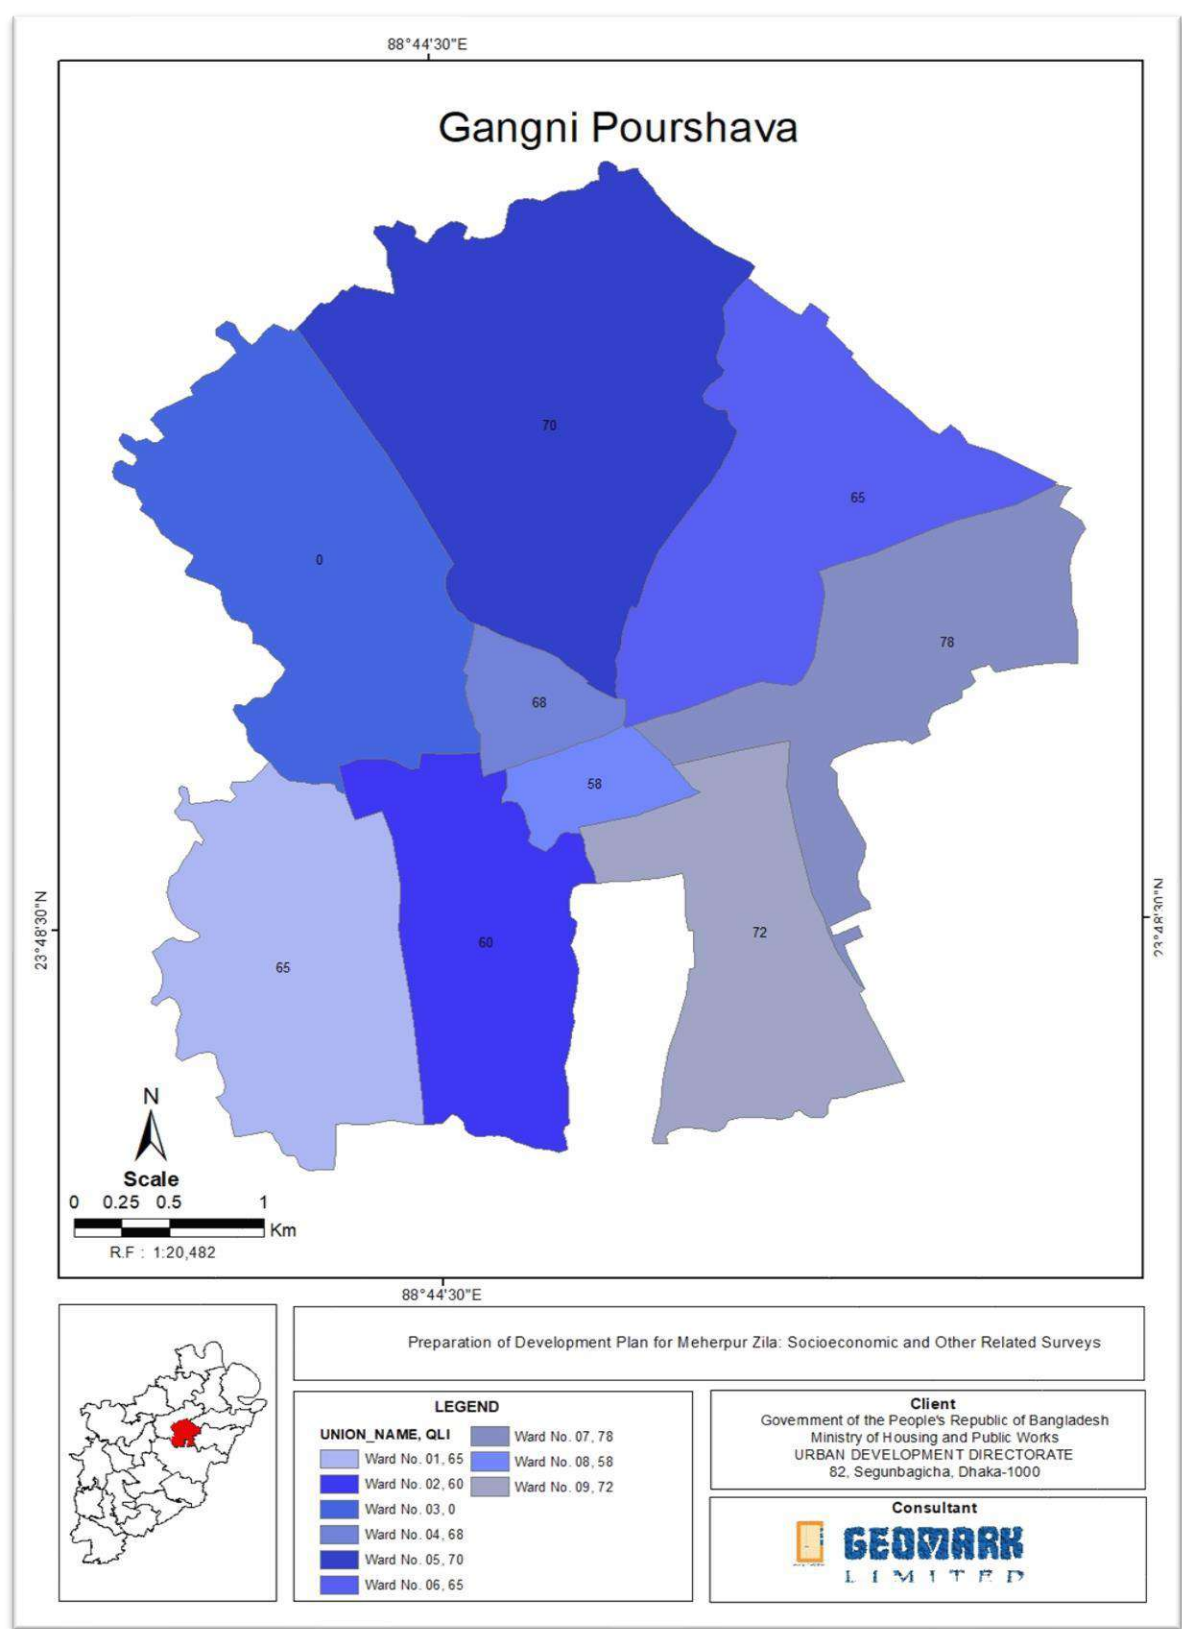 88°44'30"E
Gangni Pourshava
70
65
0
78
68
58
72
60
65
23°48'30"N
23°48'30"N
N
Scale
0 0.25 0.5 1
Km
R.F : 1:20,482
88°44'30"E
Preparation of Development Plan for Meherpur Zila: Socioeconomic and Other Related Surveys
LEGEND
UNION_NAME, QLI
Ward No. 01, 65
Ward No. 02, 60
Ward No. 03, 0
Ward No. 04, 68
Ward No. 05, 70
Ward No. 06, 65
Ward No. 07, 78
Ward No. 08, 58
Ward No. 09, 72
Client
Government of the People's Republic of Bangladesh
Ministry of Housing and Public Works
URBAN DEVELOPMENT DIRECTORATE
82, Segunbagicha, Dhaka-1000
Consultant
GEOMARK
LIMITED